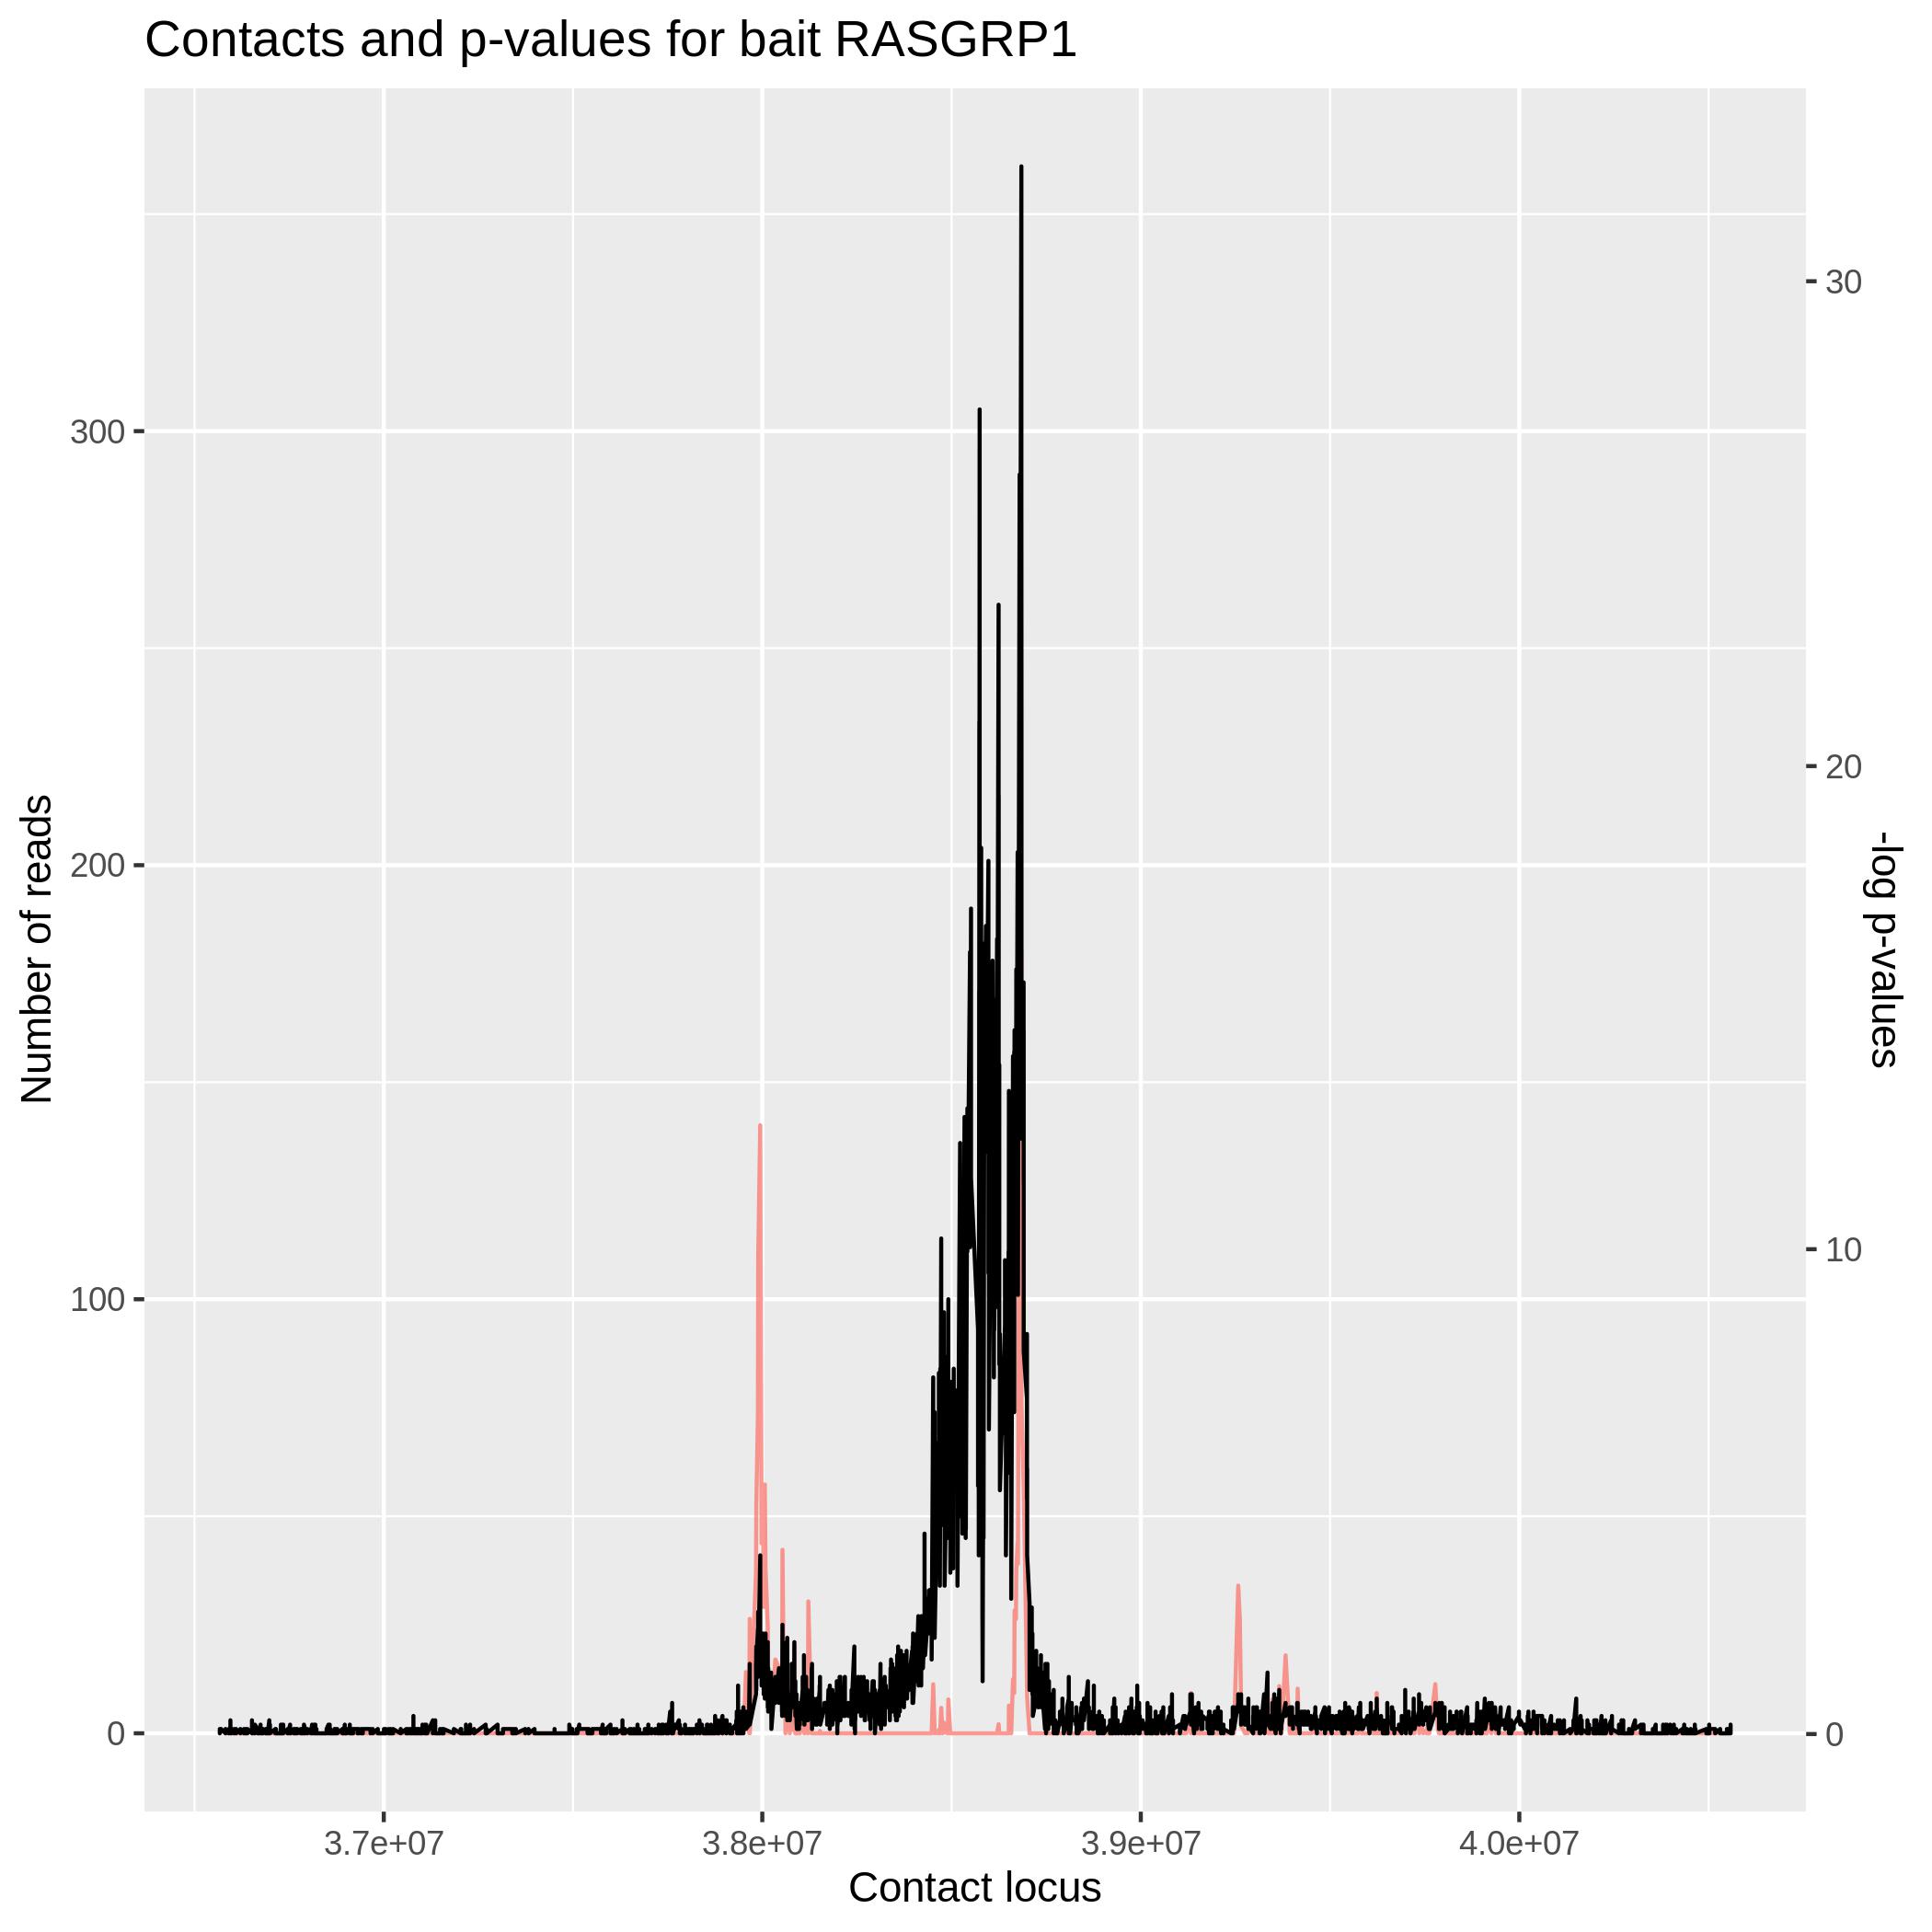 Contacts and p-values for bait RASGRP1
Number of reads
300
200
100
0
30
20
10
0
-log p-values
3.7e+07
3.8e+07
3.9e+07
4.0e+07
Contact locus